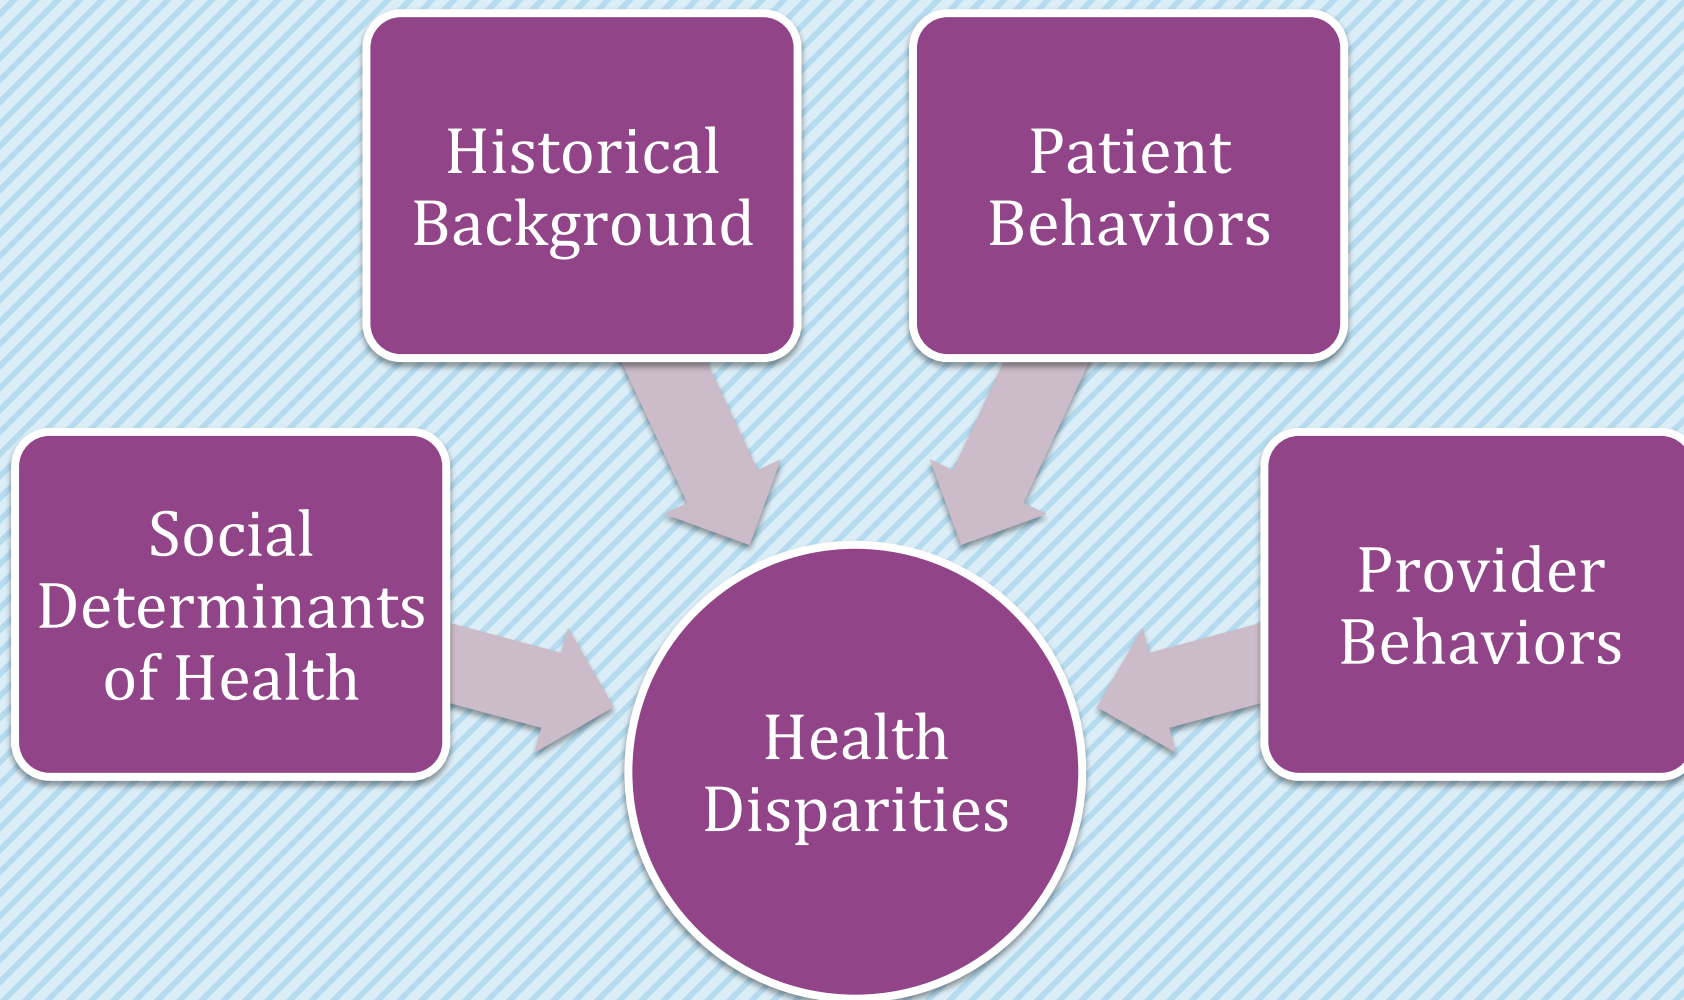 Historical
Background
Patient
Behaviors
Social
Determinants
of Health
Provider
Behaviors
Health
Disparities